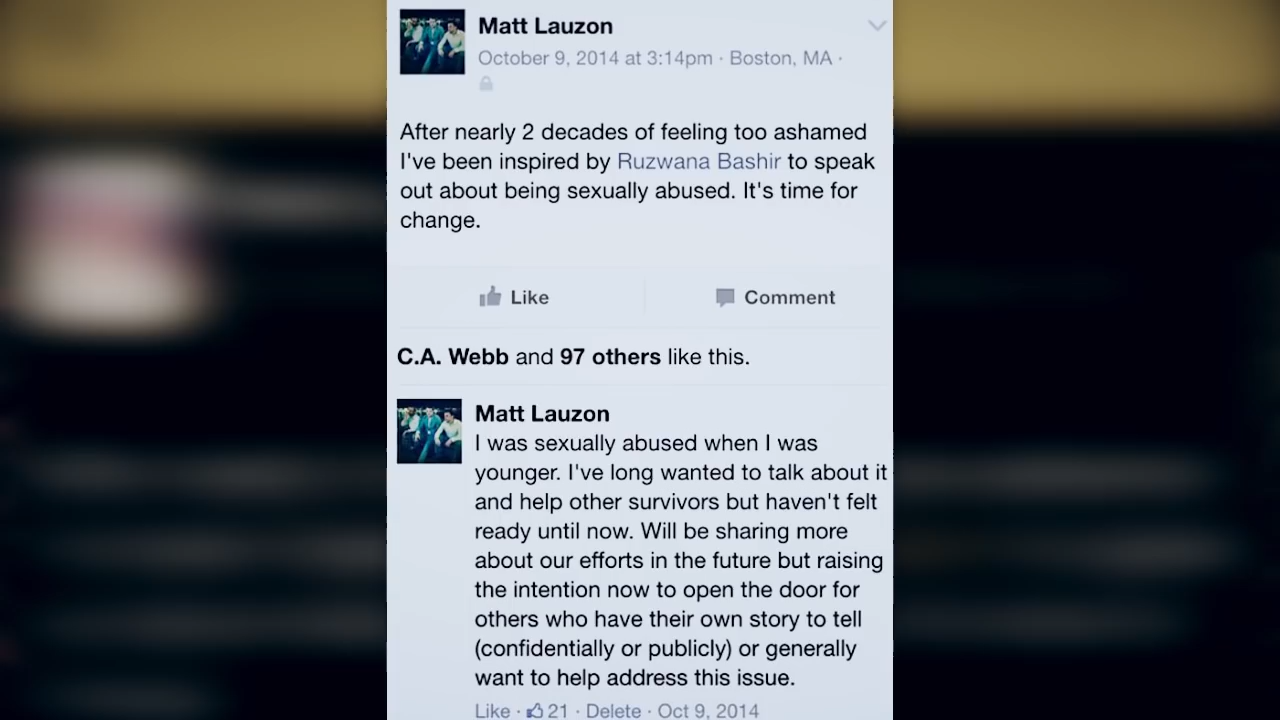 Matt Lauzon
October 9, 2014 at 3:14pm · Boston, MA ·
After nearly 2 decades of feeling too ashamed
I've been inspired by Ruzwana Bashir to speak
out about being sexually abused. It's time for
change.
Like Comment
C.A. Webb and 97 others like this.
Matt Lauzon
I was sexually abused when I was
younger. I've long wanted to talk about it
and help other survivors but haven't felt
ready until now. Will be sharing more
about our efforts in the future but raising
the intention now to open the door for
others who have their own story to tell
(confidentially or publicly) or generally
want to help address this issue.
Like · 21 · Delete · Oct 9, 2014